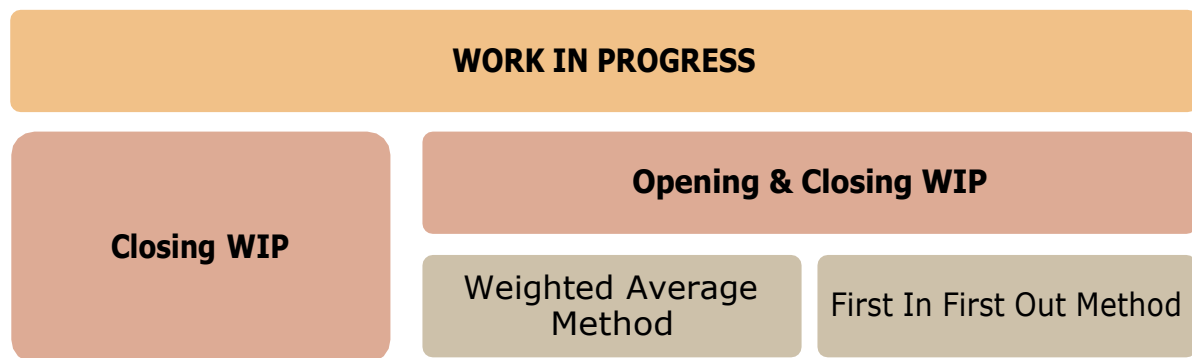 WORK IN PROGRESS
Closing WIP
Opening & Closing WIP
Weighted Average
Method
First In First Out Method